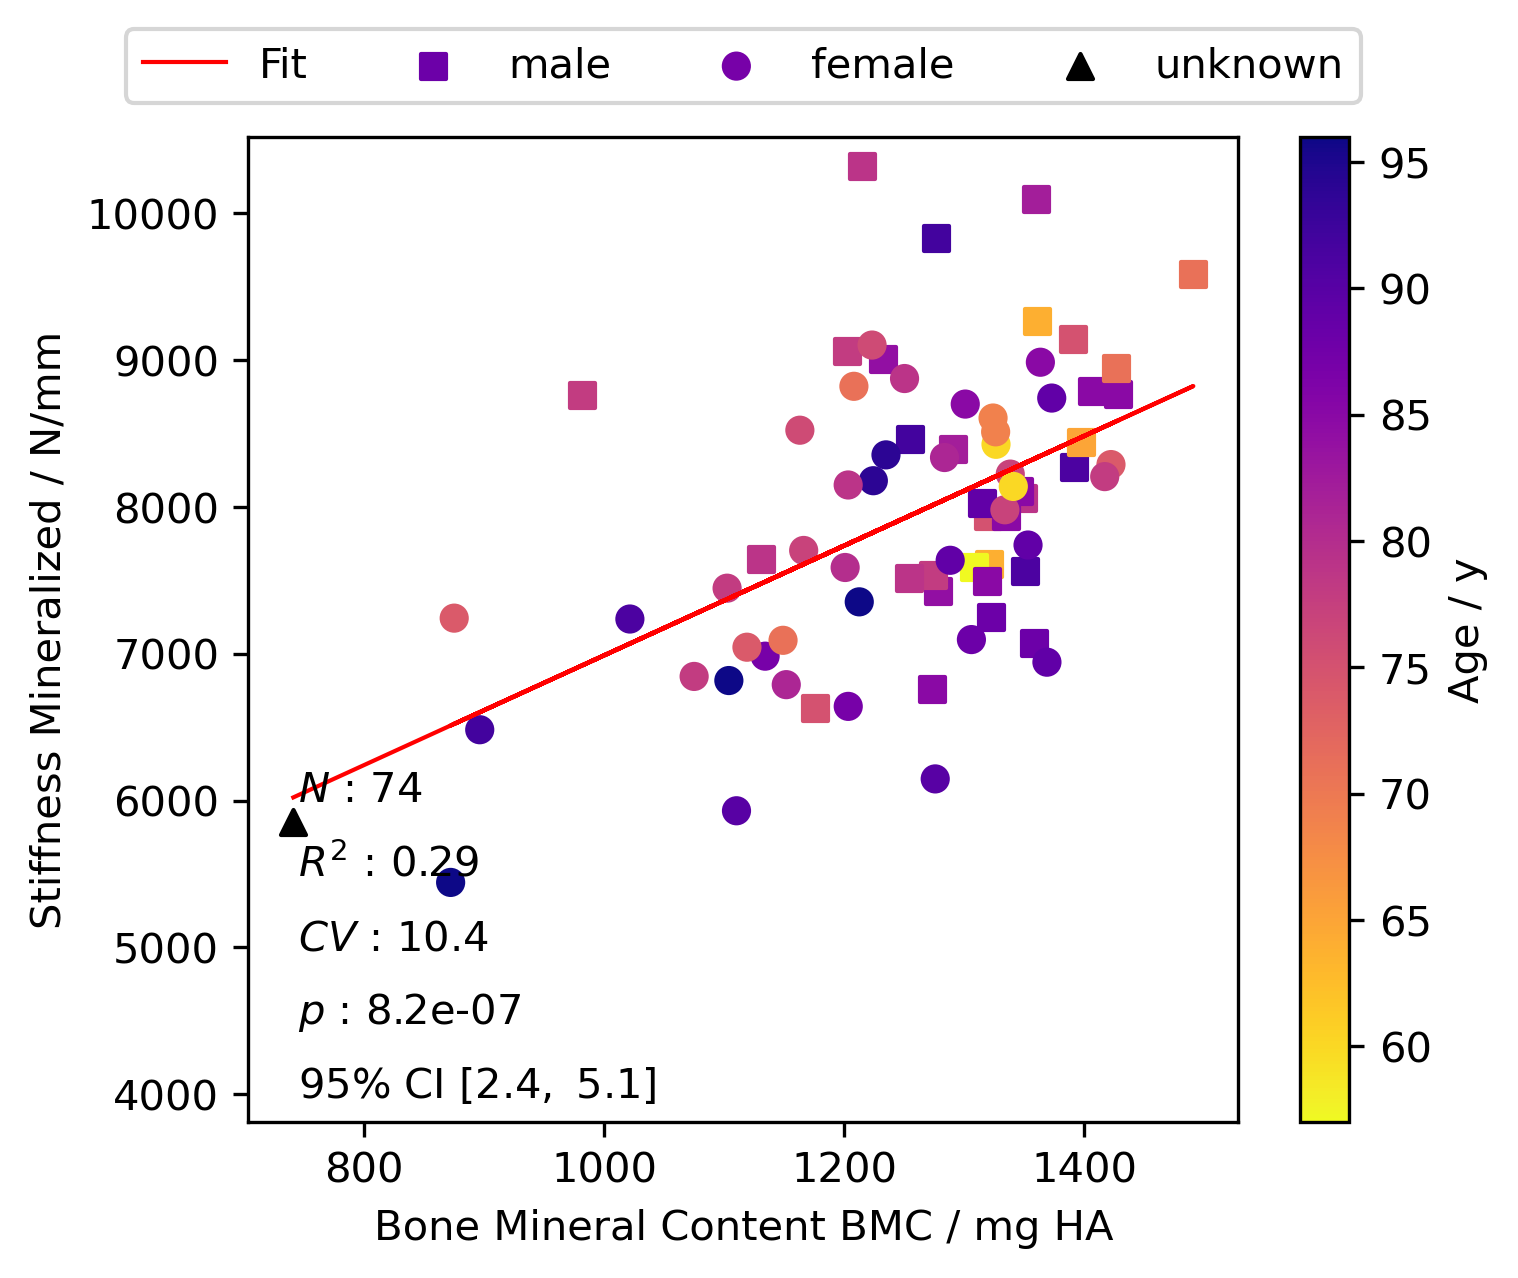 Fit male female unknown
10000
9000
8000
7000
6000
5000
4000
Stiffness Mineralized / N/mm
N : 74
R² : 0.29
CV : 10.4
p : 8.2e-07
95% CI [2.4, 5.1]
800 1000 1200 1400
Bone Mineral Content BMC / mg HA
95
90
85
80
75
70
65
60
Age / y